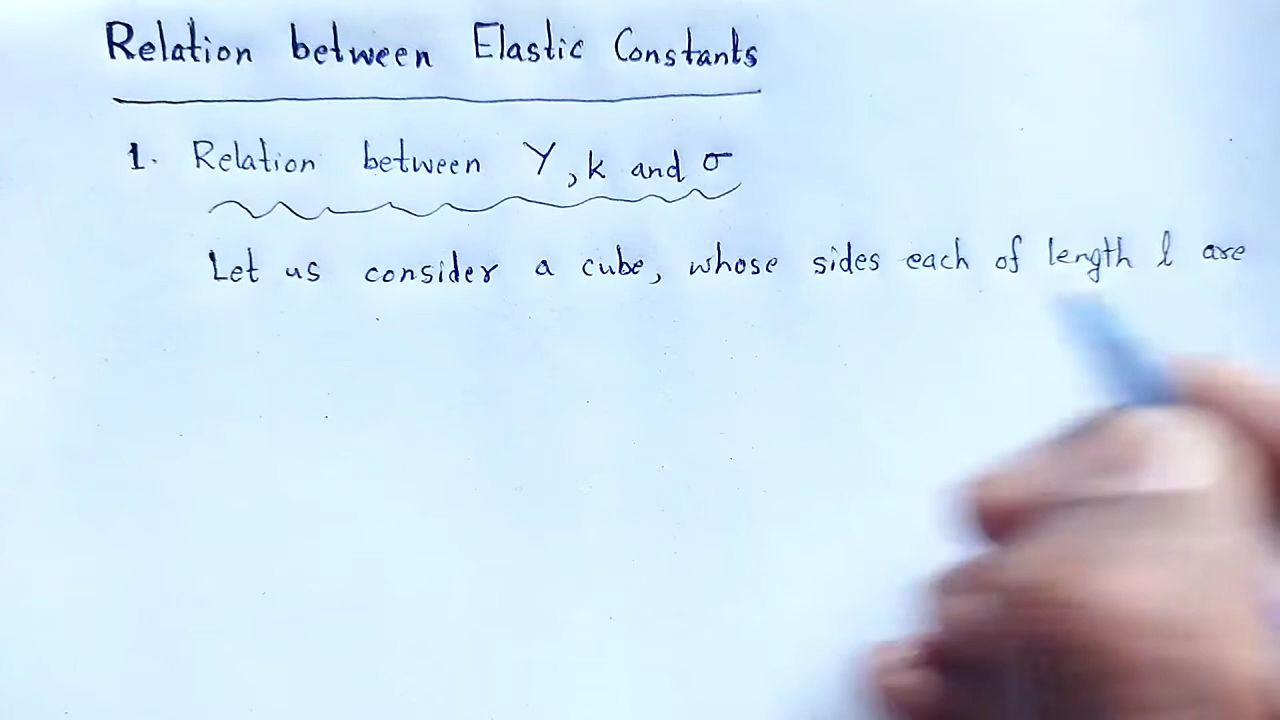 Relation between Elastic Constants
1. Relation between Y, k and σ
Let us consider a cube, whose sides each of length l are